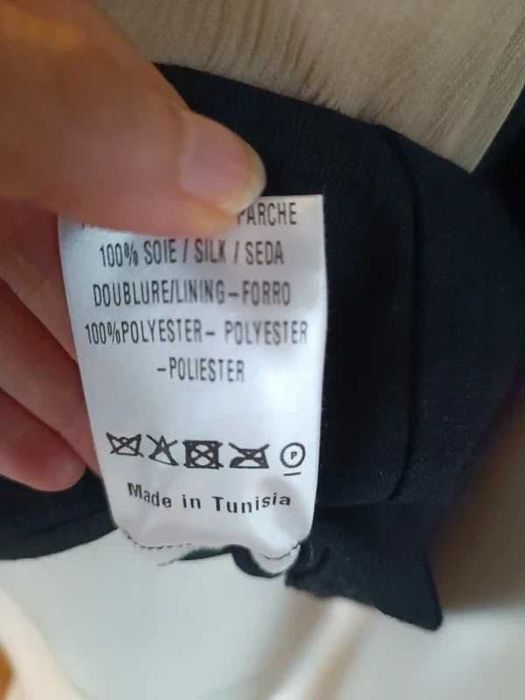 PARCHE
100% SOIE / SILK / SEDA
DOUBLURE/LINING-FORRO
100%POLYESTER- POLYESTER
-POLIESTER
P
Made in Tunisia